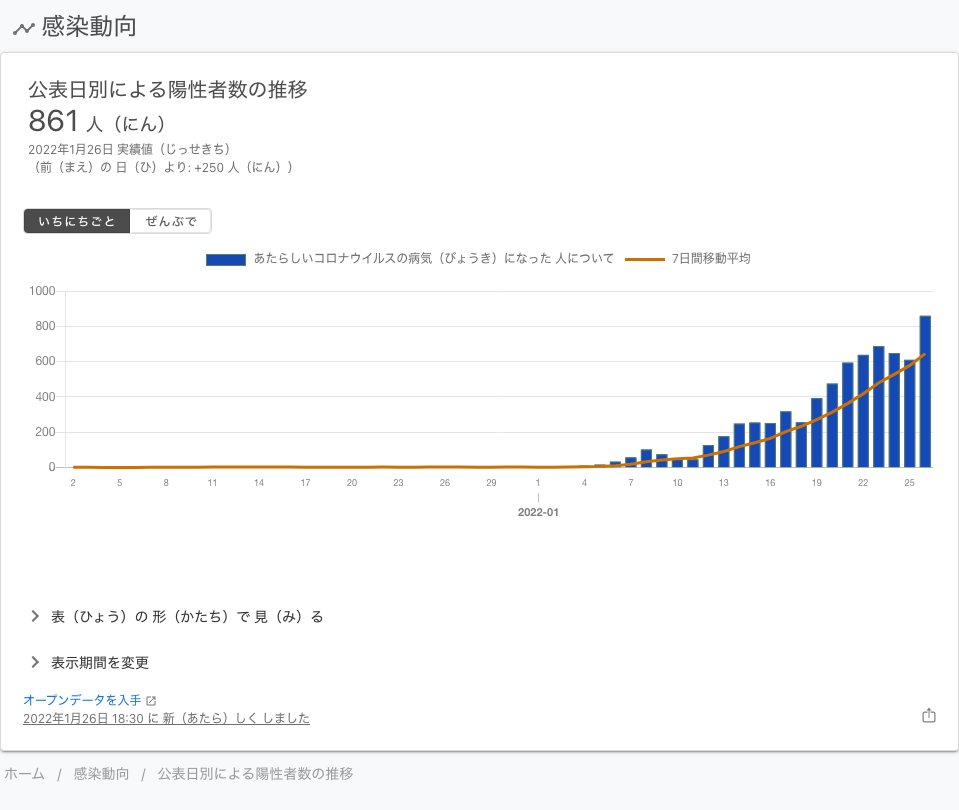 感染動向
公表日別による陽性者数の推移
861 人（にん）
2022年1月26日 実績値（じっせきち）
（前（まえ）の 日（ひ）より: +250 人（にん））
いちにちごと ぜんぶで
あたらしいコロナウイルスの病気（びょうき）になった 人について 7日間移動平均
1000
800
600
400
200
0
2 5 8 11 14 17 20 23 26 29 1 4 7 10 13 16 19 22 25
2022-01
表（ひょう）の 形（かたち）で 見（み）る
表示期間を変更
オープンデータを入手
2022年1月26日 18:30 に 新（あたら）しく しました
ホーム / 感染動向 / 公表日別による陽性者数の推移